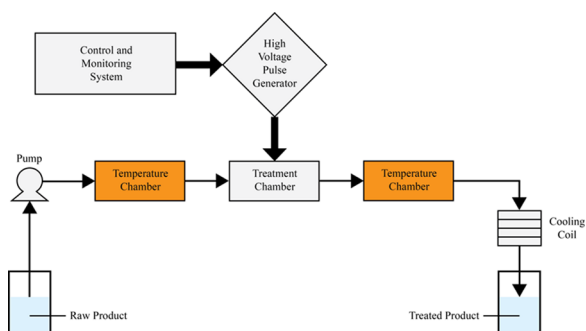 Control and
Monitoring
System
High
Voltage
Pulse
Generator
Pump
Temperature
Chamber
Treatment
Chamber
Temperature
Chamber
Cooling
Coil
Raw Product
Treated Product